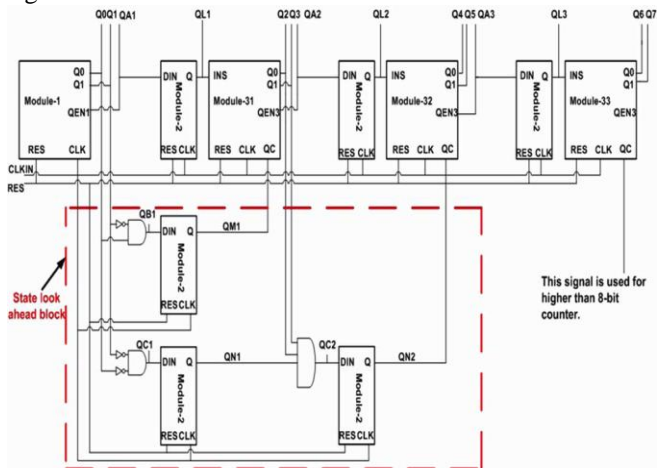 Q0Q1 QA1 QL1 Q2Q3 QA2 QL2 Q4 Q5 QA3 QL3 Q6 Q7
Module-1 Q0 Q1 QEN1 RES CLK
DIN Q Module-2 RES CLK
INS Q0 Q1 Module-31 QEN3 RES CLK QC
DIN Q Module-2 RES CLK
INS Q0 Q1 Module-32 QEN3 RES CLK QC
DIN Q Module-2 RES CLK
INS Q0 Q1 Module-33 RES CLK QC
CLKIN
RES
QB1 DIN Q QM1
Module-2
RES CLK
State look
ahead block
This signal is used for
higher than 8-bit
counter.
QC1 DIN Q QN1 QC2 DIN Q QN2
Module-2 Module-2
RES CLK RES CLK